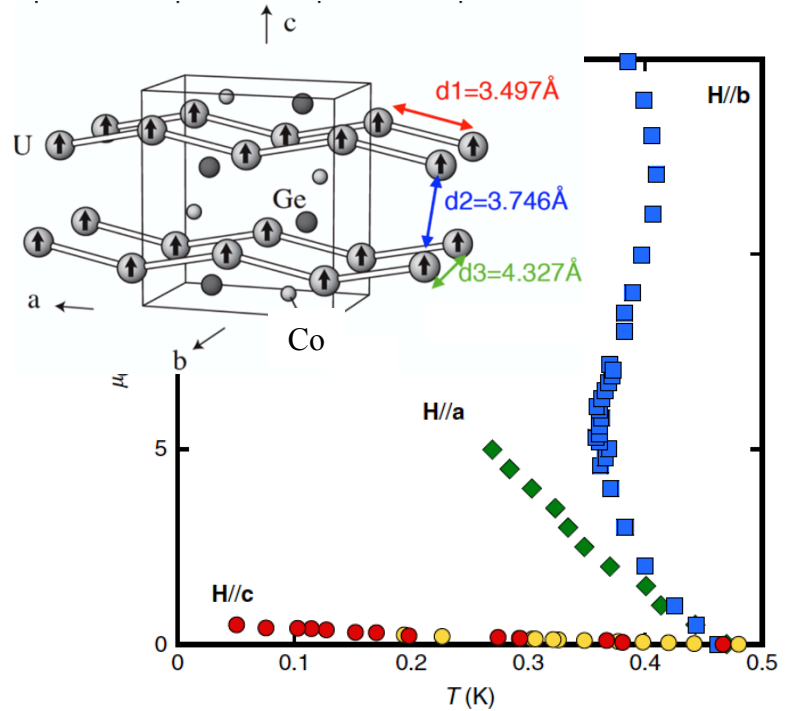 c
d1=3.497Å
U
Ge
d2=3.746Å
d3=4.327Å
a
Co
b
H//b
H//a
5
H//c
0
0
0.1
0.2
0.3
0.4
0.5
T (K)